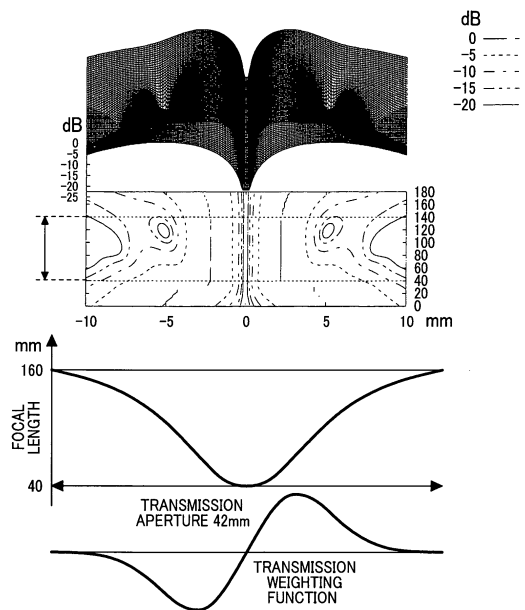 dB
0
-5
-10
-15
-20
dB
0
-5
-10
-15
-20
-25
180
160
140
120
100
80
60
40
20
0
-10 -5 0 5 10 mm
mm
160
FOCAL
LENGTH
40
TRANSMISSION
APERTURE 42mm
TRANSMISSION
WEIGHTING
FUNCTION